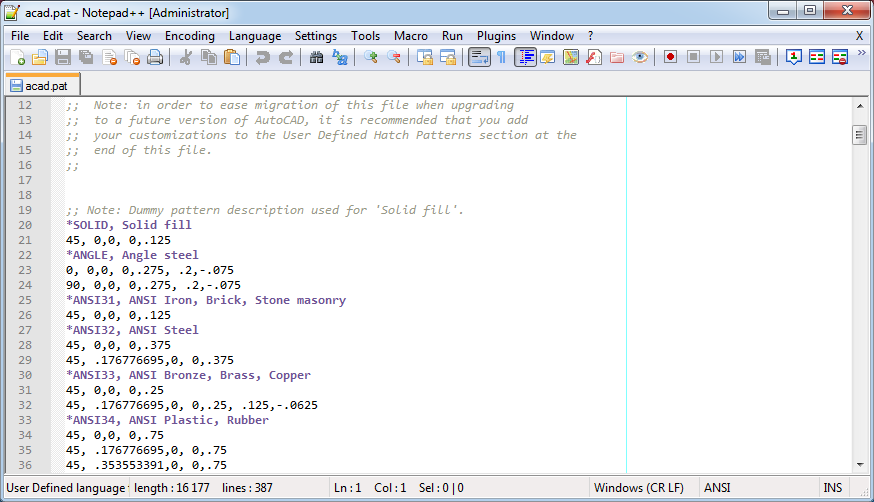 acad.pat - Notepad++ [Administrator]
File Edit Search View Encoding Language Settings Tools Macro Run Plugins Window ? X
acad.pat
12 ;;  Note: in order to ease migration of this file when upgrading
13 ;;  to a future version of AutoCAD, it is recommended that you add
14 ;;  your customizations to the User Defined Hatch Patterns section at the
15 ;;  end of this file.
16 ;;
17
18
19 ;; Note: Dummy pattern description used for 'Solid fill'.
20 *SOLID, Solid fill
21 45, 0,0, 0,.125
22 *ANGLE, Angle steel
23 0, 0,0, 0,.275, .2,-.075
24 90, 0,0, 0,.275, .2,-.075
25 *ANSI31, ANSI Iron, Brick, Stone masonry
26 45, 0,0, 0,.125
27 *ANSI32, ANSI Steel
28 45, 0,0, 0,.375
29 45, .176776695,0, 0,.375
30 *ANSI33, ANSI Bronze, Brass, Copper
31 45, 0,0, 0,.25
32 45, .176776695,0, 0,.25, .125,-.0625
33 *ANSI34, ANSI Plastic, Rubber
34 45, 0,0, 0,.75
35 45, .176776695,0, 0,.75
36 45, .353553391,0, 0,.75
User Defined language length : 16 177 lines : 387 Ln : 1 Col : 1 Sel : 0 | 0 Windows (CR LF) ANSI INS